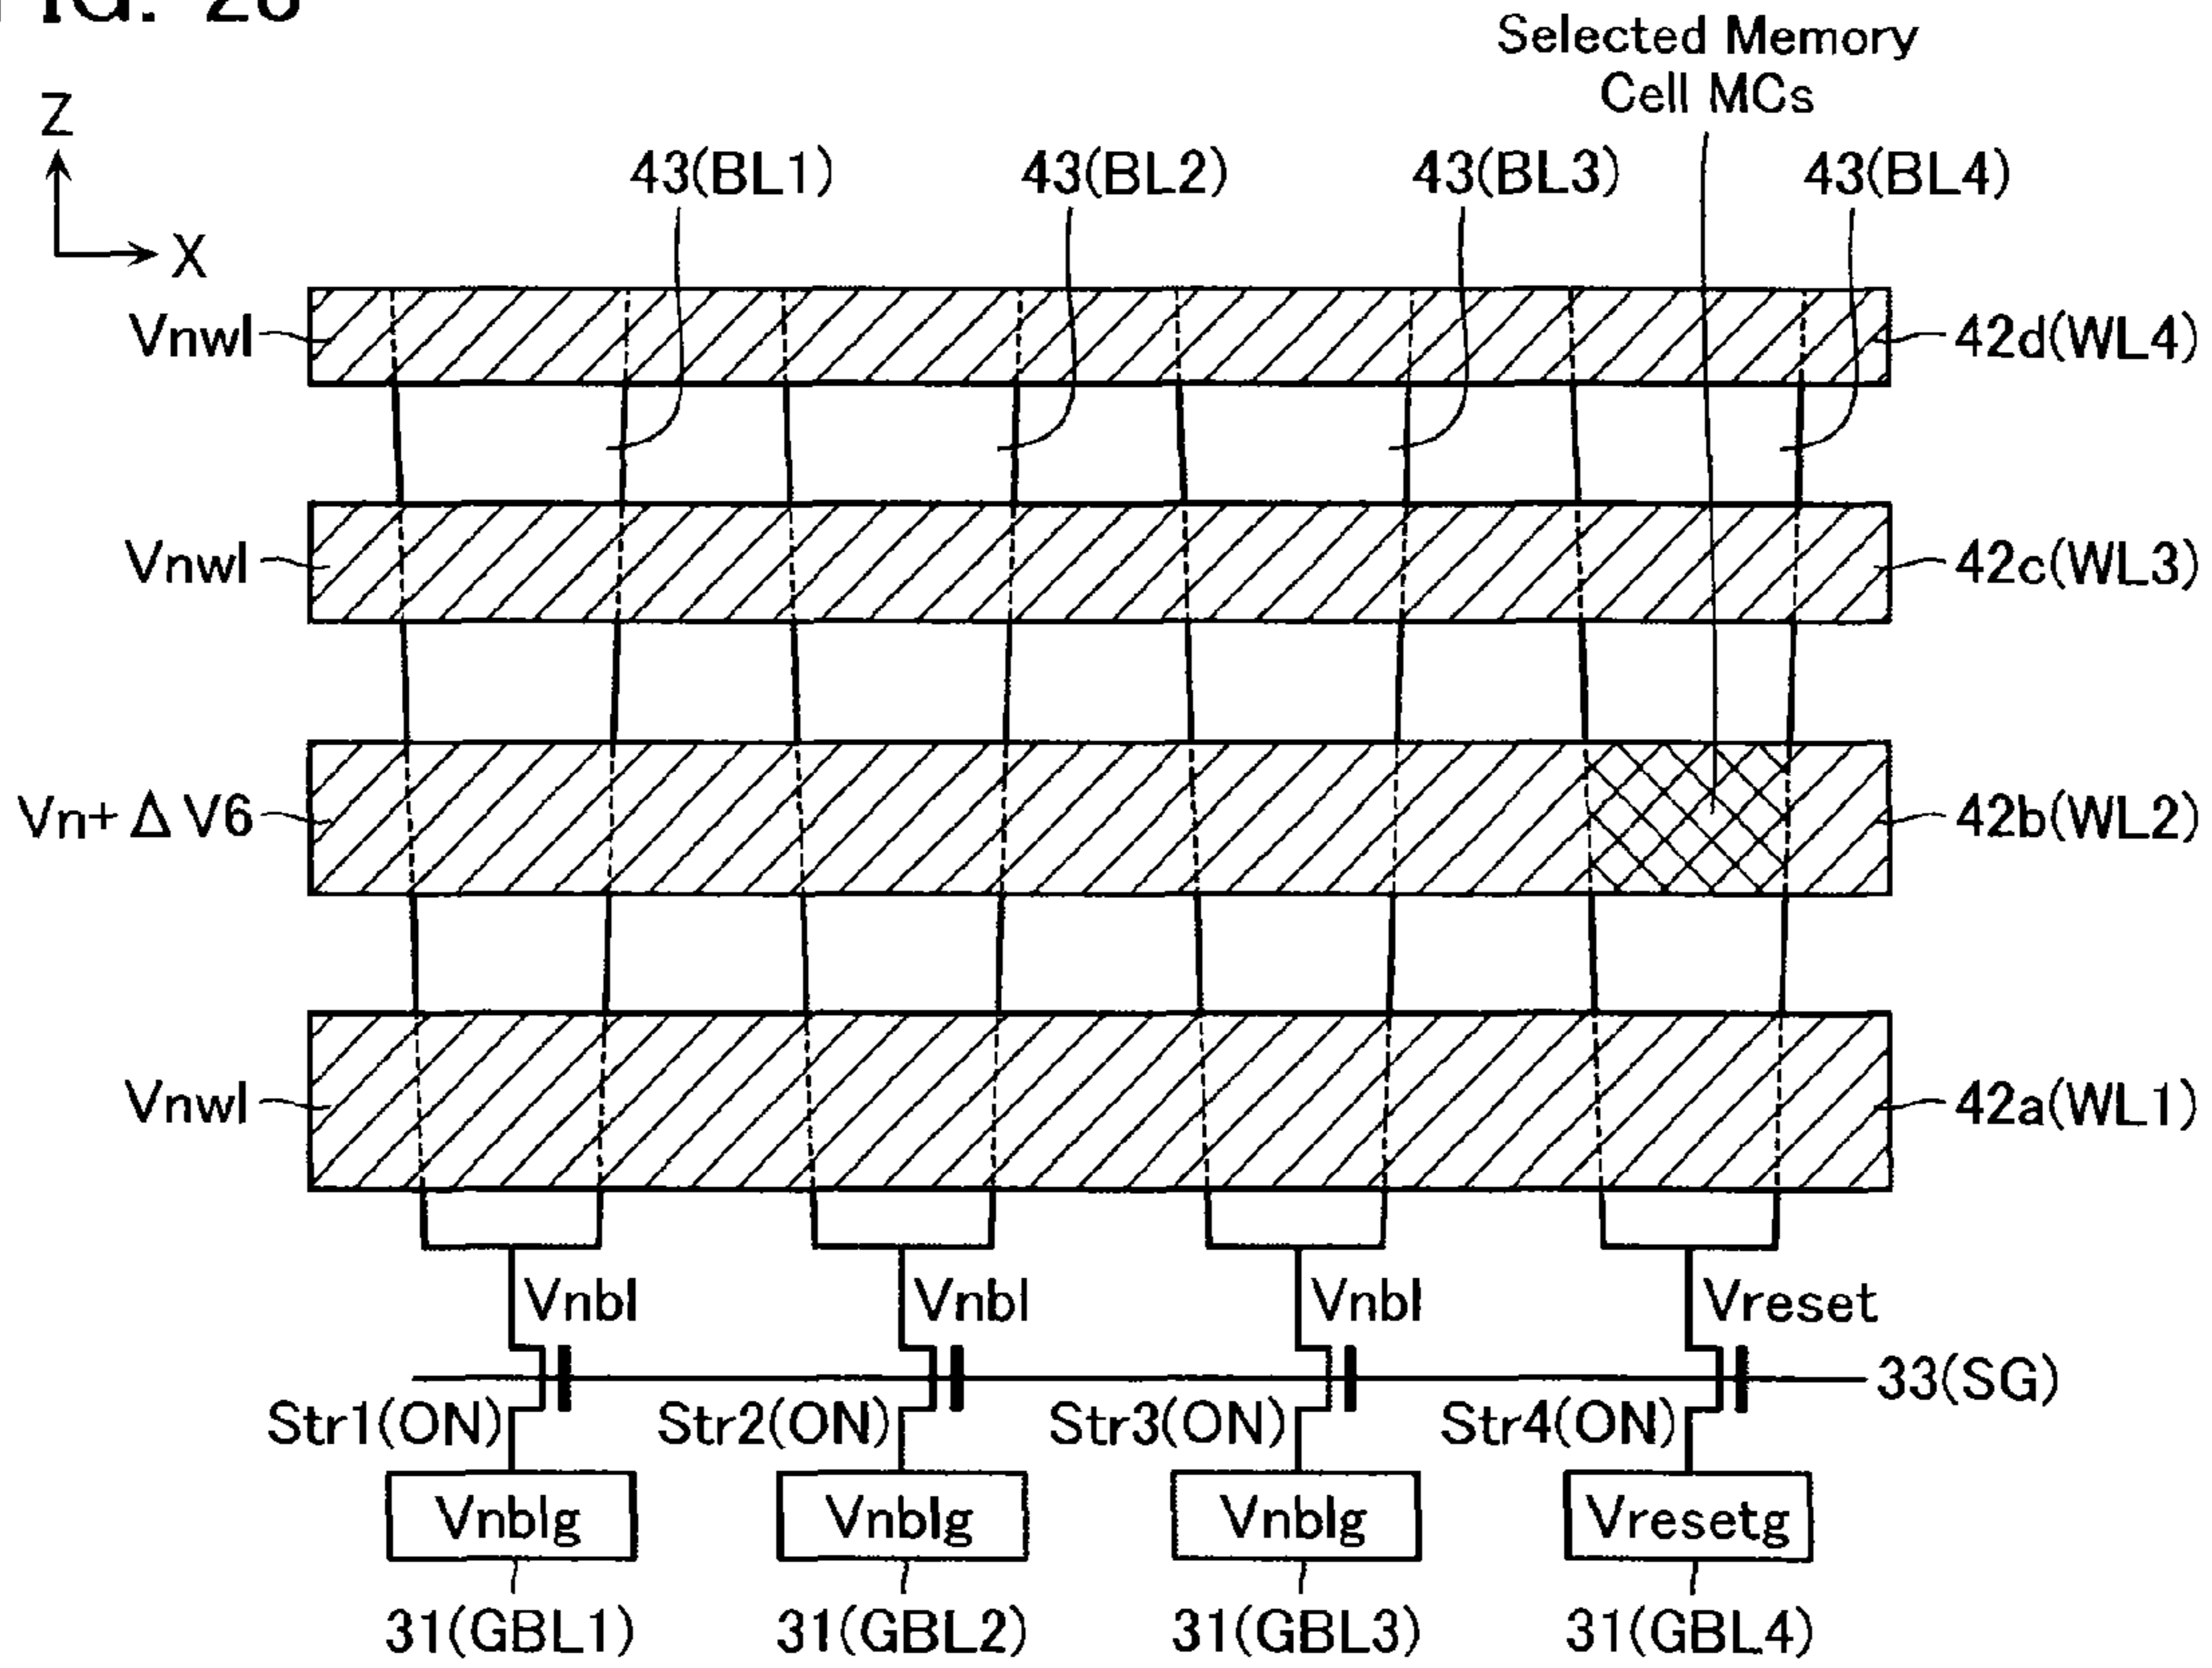 FIG.
Selected Memory
Cell MCs
Z
X
43(BL1)
43(BL2)
43(BL3)
43(BL4)
Vnwl
42d(WL4)
Vnwl
42c(WL3)
Vn+ΔV6
42b(WL2)
Vnwl
42a(WL1)
Vnbl
Vnbl
Vnbl
Vreset
33(SG)
Str1(ON)
Str2(ON)
Str3(ON)
Str4(ON)
Vnblg
Vnblg
Vnblg
Vresetg
31(GBL1)
31(GBL2)
31(GBL3)
31(GBL4)